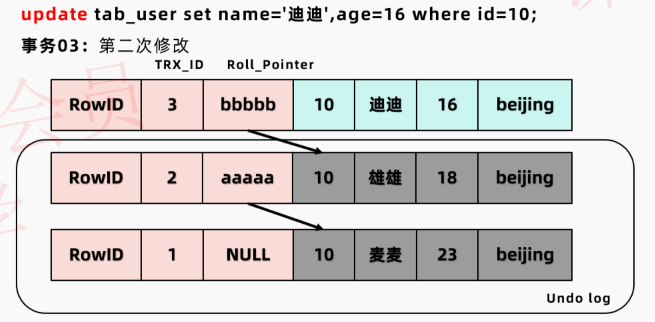 update tab_user set name='迪迪',age=16 where id=10;
事务03：第二次修改
TRX_ID Roll_Pointer
RowID 3 bbbbb 10 迪迪 16 beijing
RowID 2 aaaaa 10 雄雄 18 beijing
RowID 1 NULL 10 麦麦 23 beijing
Undo log
会员